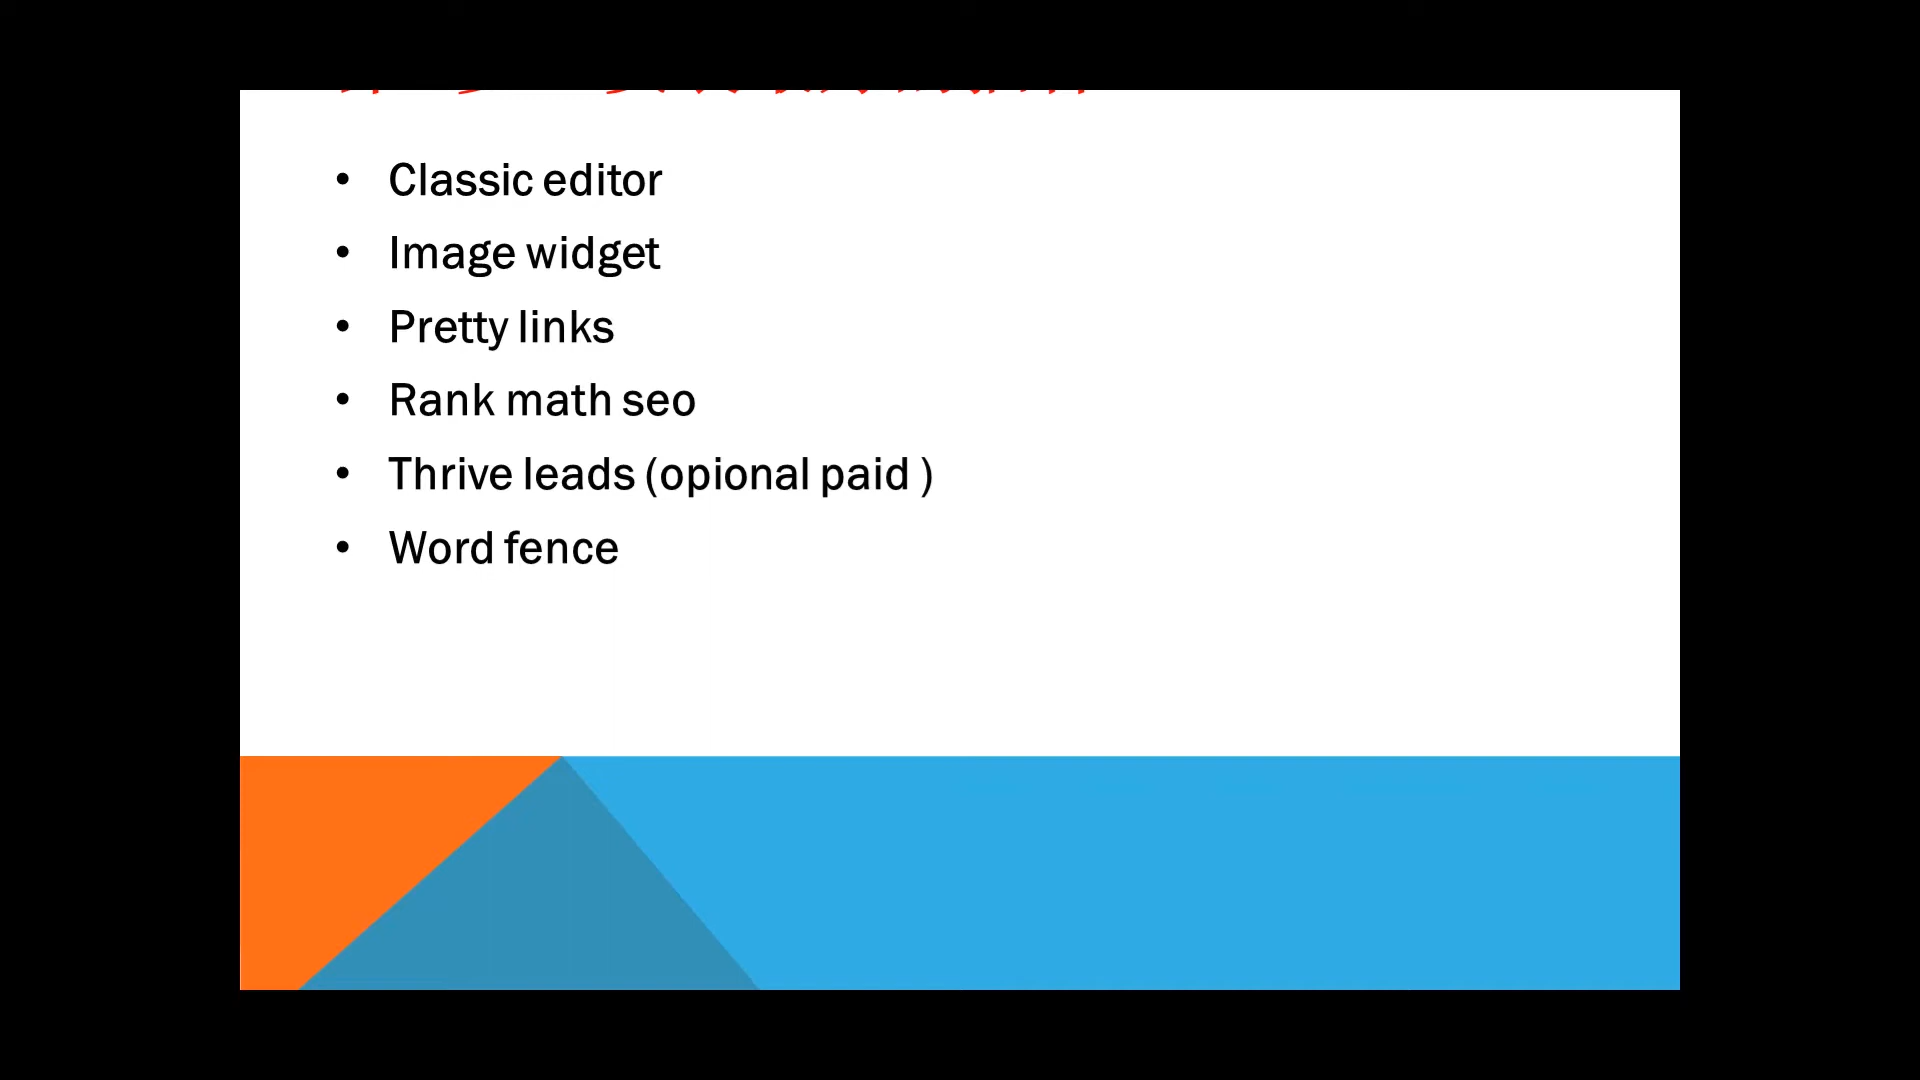 • Classic editor
• Image widget
• Pretty links
• Rank math seo
• Thrive leads (opional paid )
• Word fence